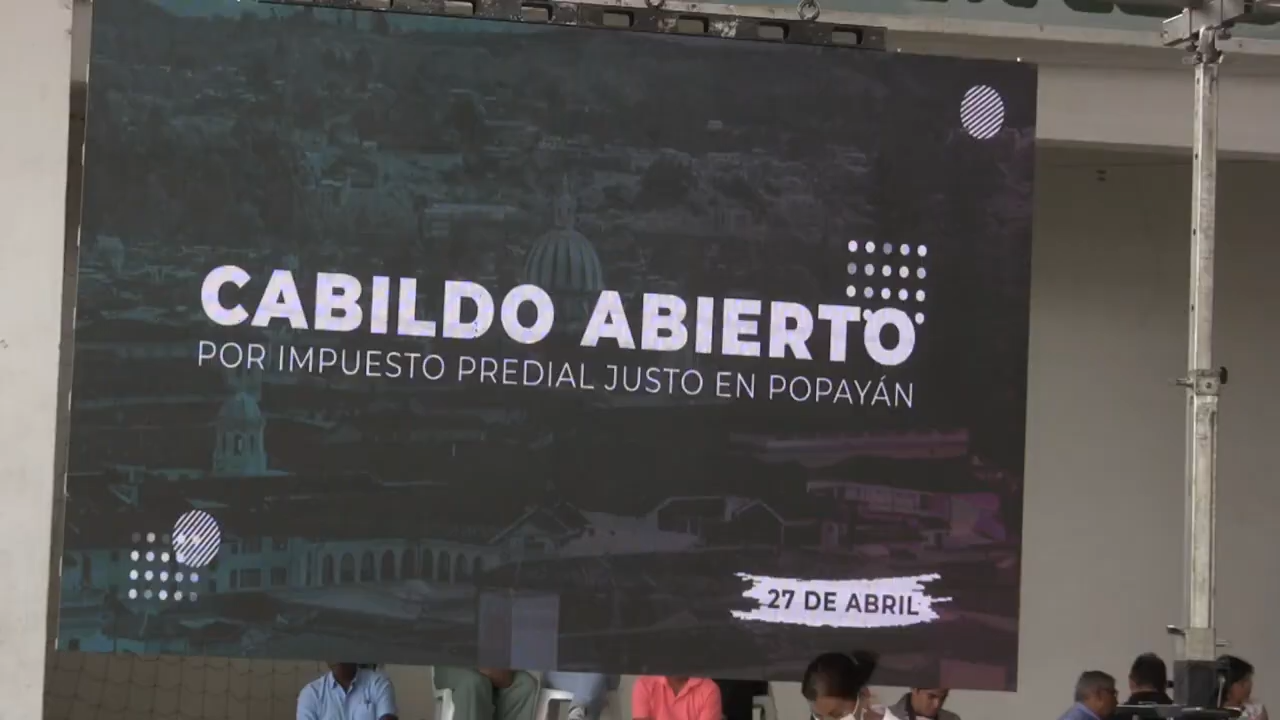 CABILDO ABIERTO
POR IMPUESTO PREDIAL JUSTO EN POPAYÁN
27 DE ABRIL